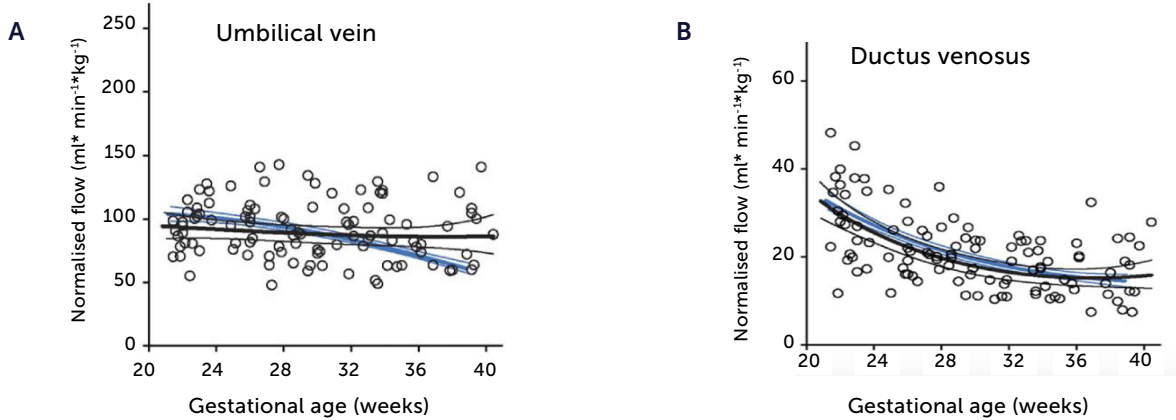 A
Umbilical vein
Normalised flow (ml* min⁻¹*kg⁻¹)
250
200
150
100
50
0
20 24 28 32 36 40
Gestational age (weeks)
B
Ductus venosus
Normalised flow (ml* min⁻¹*kg⁻¹)
60
40
20
0
20 24 28 32 36 40
Gestational age (weeks)